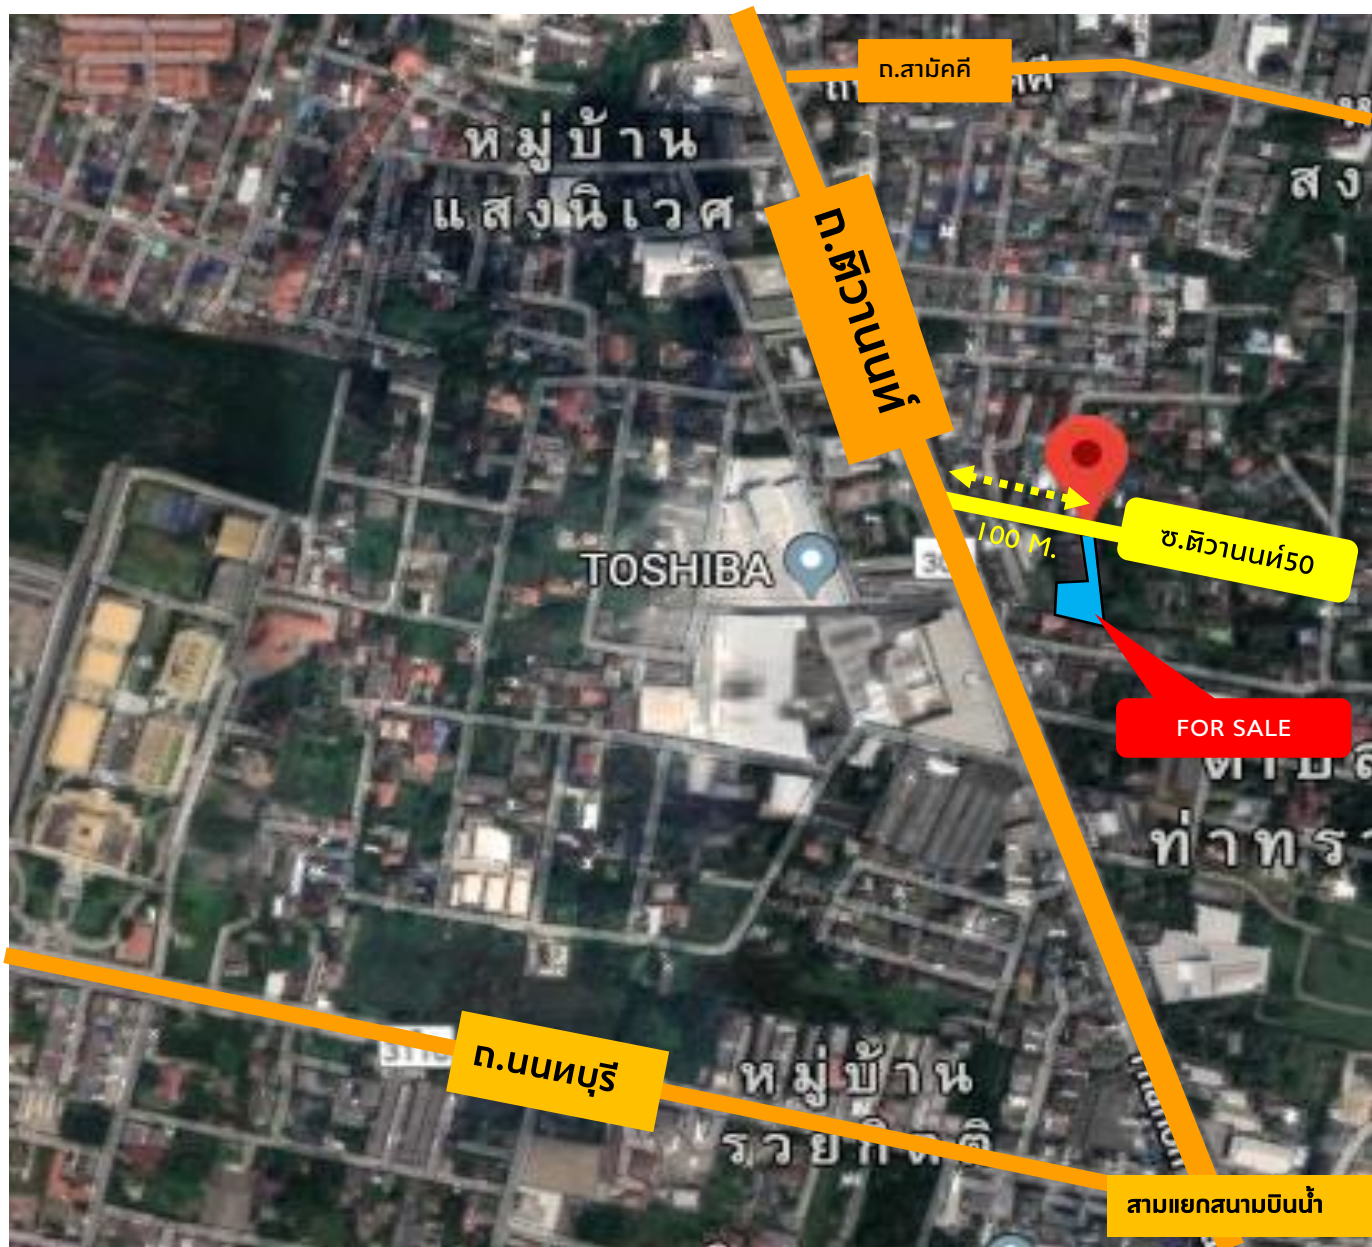 ถ.สามัคคี
หมู่บ้าน
แสงนิเวศ
ถ.ติวานนท์
100 M.
ซ.ติวานนท์50
TOSHIBA
FOR SALE
ท่าทร
ถ.นนทบุรี
หมู่บ้าน
สามแยกสนามบินน้ำ